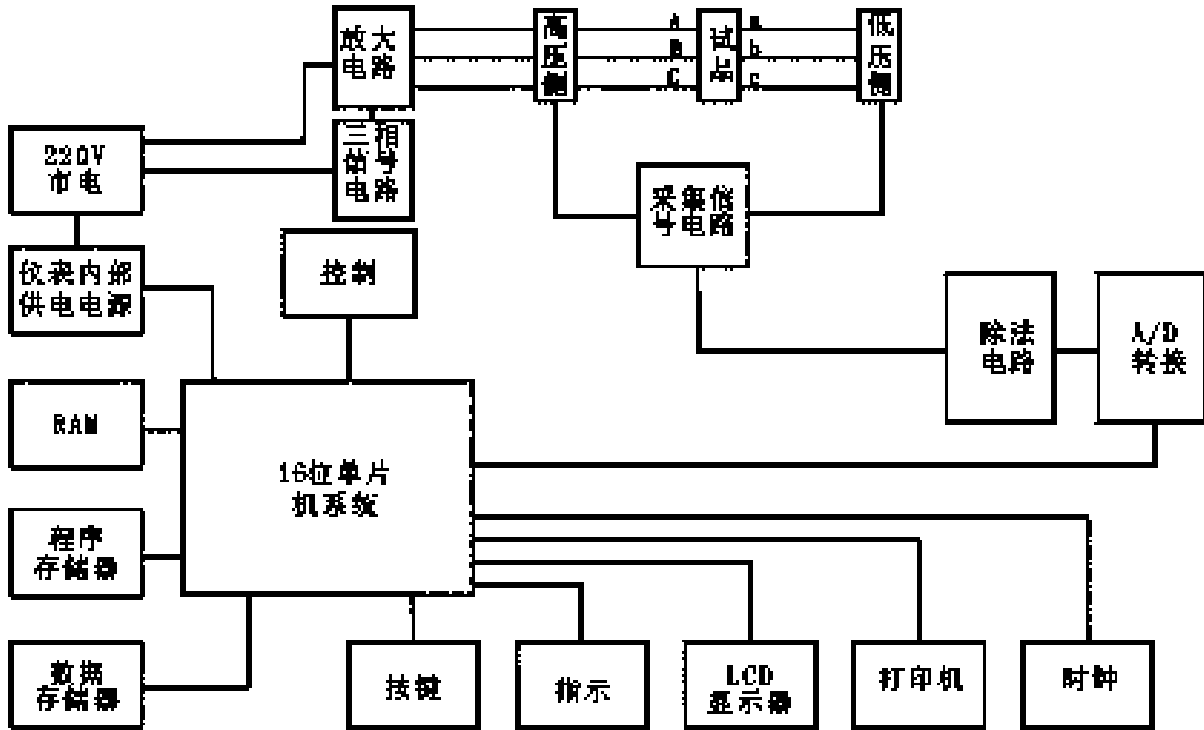 放大
电路
高
压
侧
A
B
C
试
品
a
b
c
低
压
侧
三相
信号
电路
220V
市电
采集信
号电路
仪表内部
供电电源
控制
除法
电路
A/D
转换
RAM
16位单片
机系统
程序
存储器
数据
存储器
按键
指示
LCD
显示器
打印机
时钟